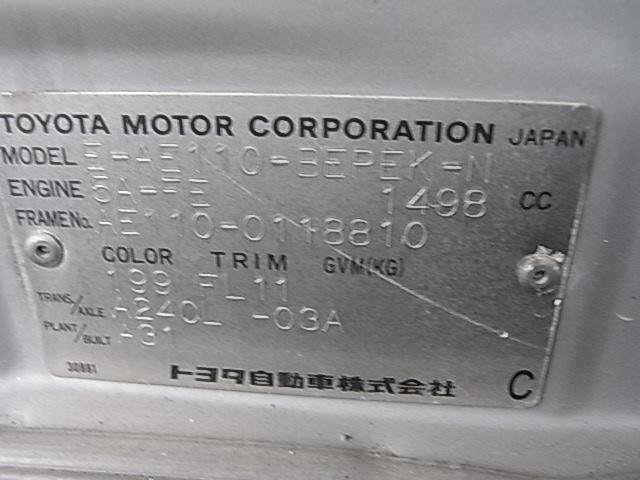 TOYOTA MOTOR CORPORATION JAPAN
MODEL E-AE110-BEPEK-N
ENGINE 5A-FE 1498 CC
FRAME No. AE110-0118810
COLOR TRIM GVM(KG)
199 FL11
TRANS/AXLE A240L -03A
PLANT/BUILT A31
30881 トヨタ自動車株式会社 C